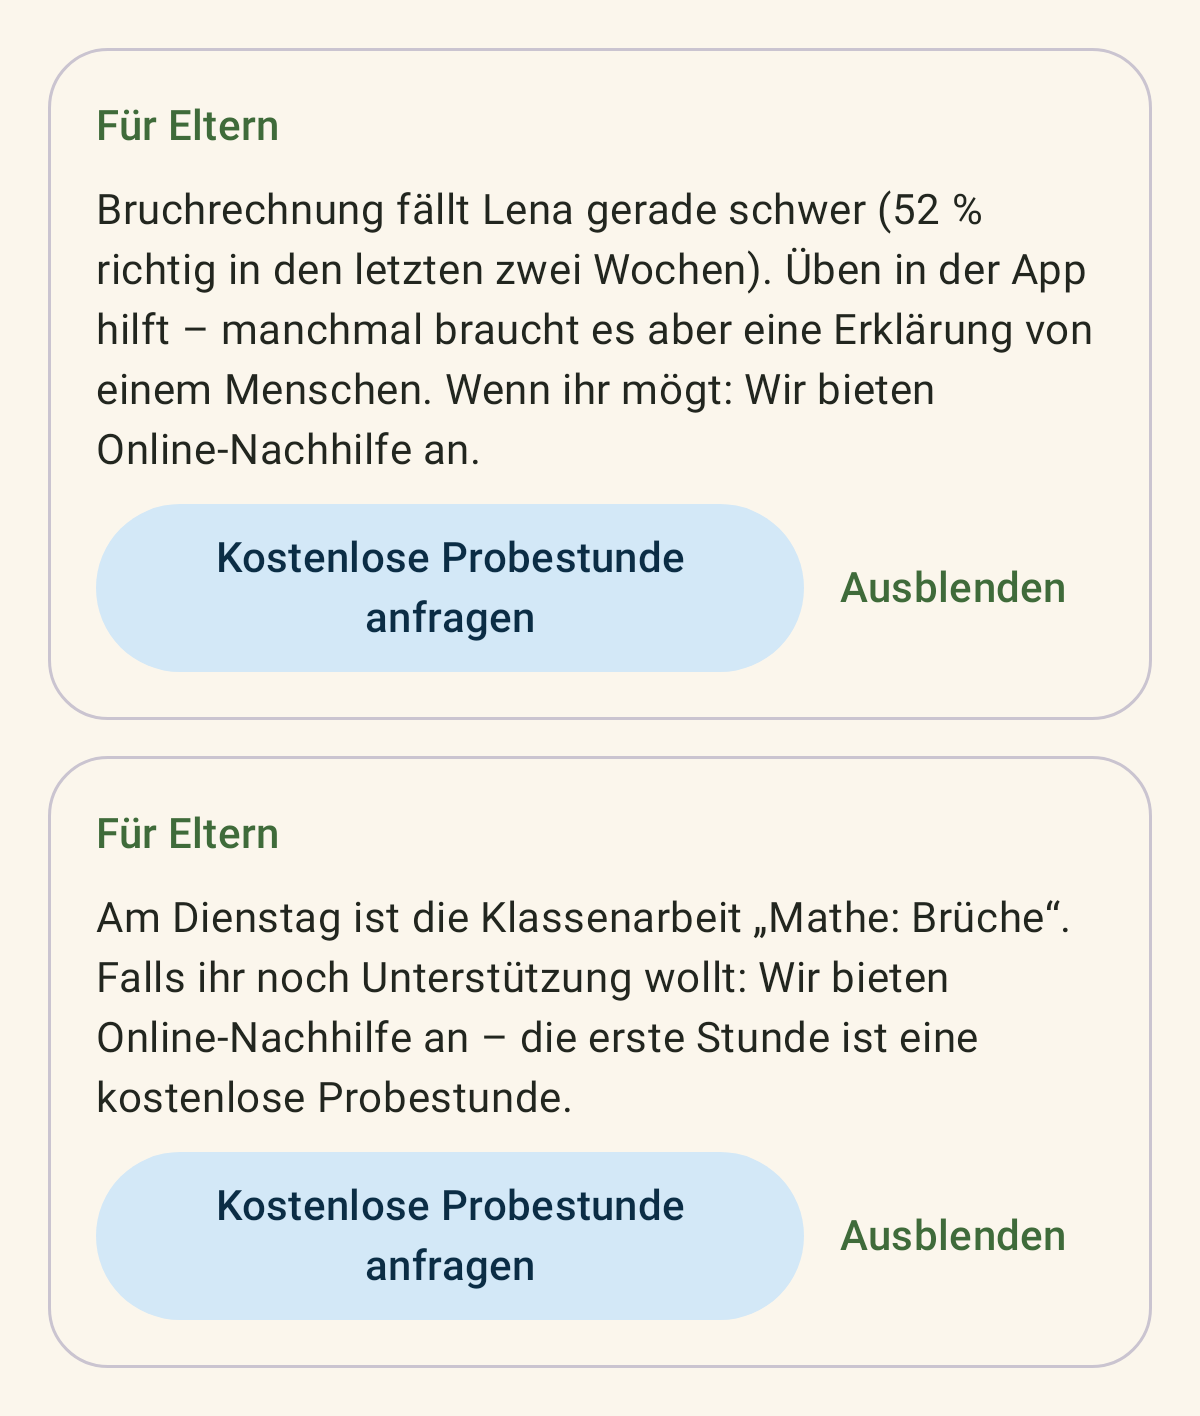 Für Eltern
Bruchrechnung fällt Lena gerade schwer (52 %
richtig in den letzten zwei Wochen). Üben in der App
hilft – manchmal braucht es aber eine Erklärung von
einem Menschen. Wenn ihr mögt: Wir bieten
Online-Nachhilfe an.
Kostenlose Probestunde
anfragen
Ausblenden
Für Eltern
Am Dienstag ist die Klassenarbeit „Mathe: Brüche“.
Falls ihr noch Unterstützung wollt: Wir bieten
Online-Nachhilfe an – die erste Stunde ist eine
kostenlose Probestunde.
Kostenlose Probestunde
anfragen
Ausblenden